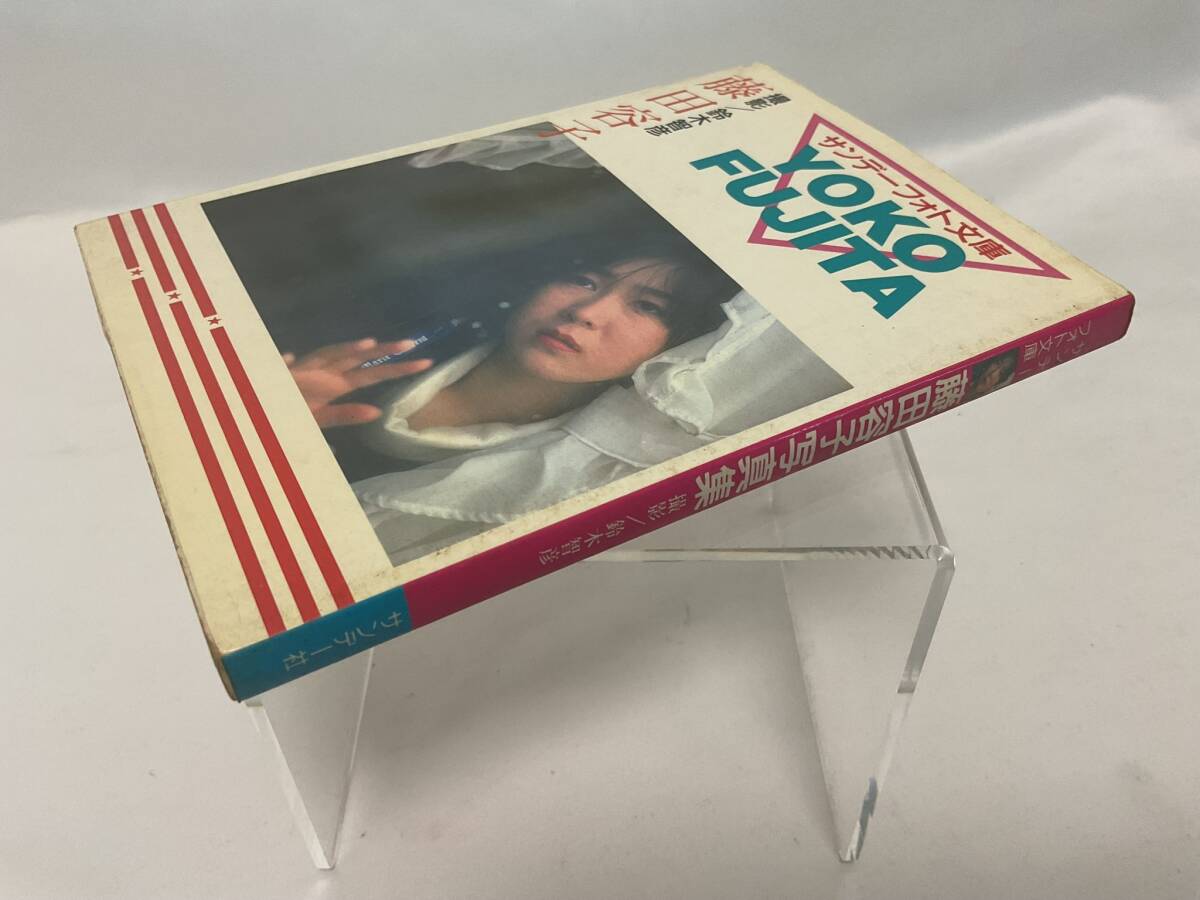 サンデーフォト文庫
YOKO
FUJITA
藤田容子
撮影/鈴木智彦
サンデー
フォト文庫
藤田容子写真集
撮影/鈴木智彦
サンデー社